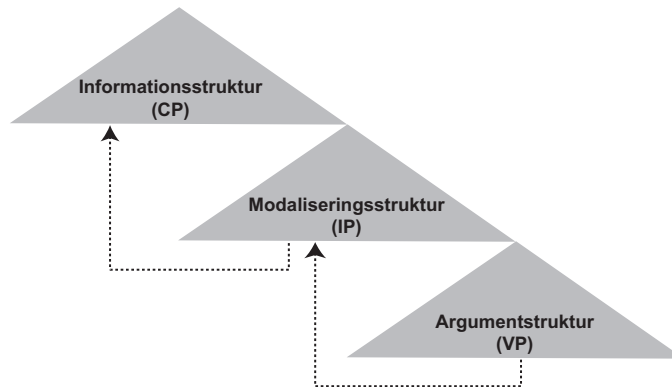 Informationsstruktur
(CP)
Modaliseringsstruktur
(IP)
Argumentstruktur
(VP)